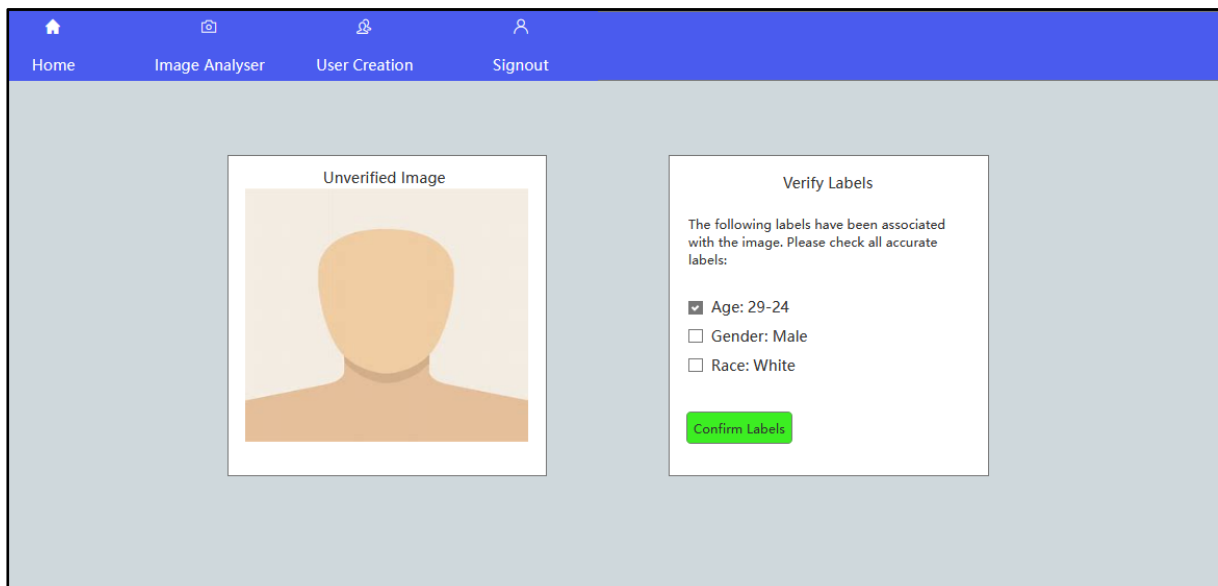 Home Image Analyser User Creation Signout
Unverified Image
Verify Labels
The following labels have been associated
with the image. Please check all accurate
labels:
Age: 29-24
Gender: Male
Race: White
Confirm Labels